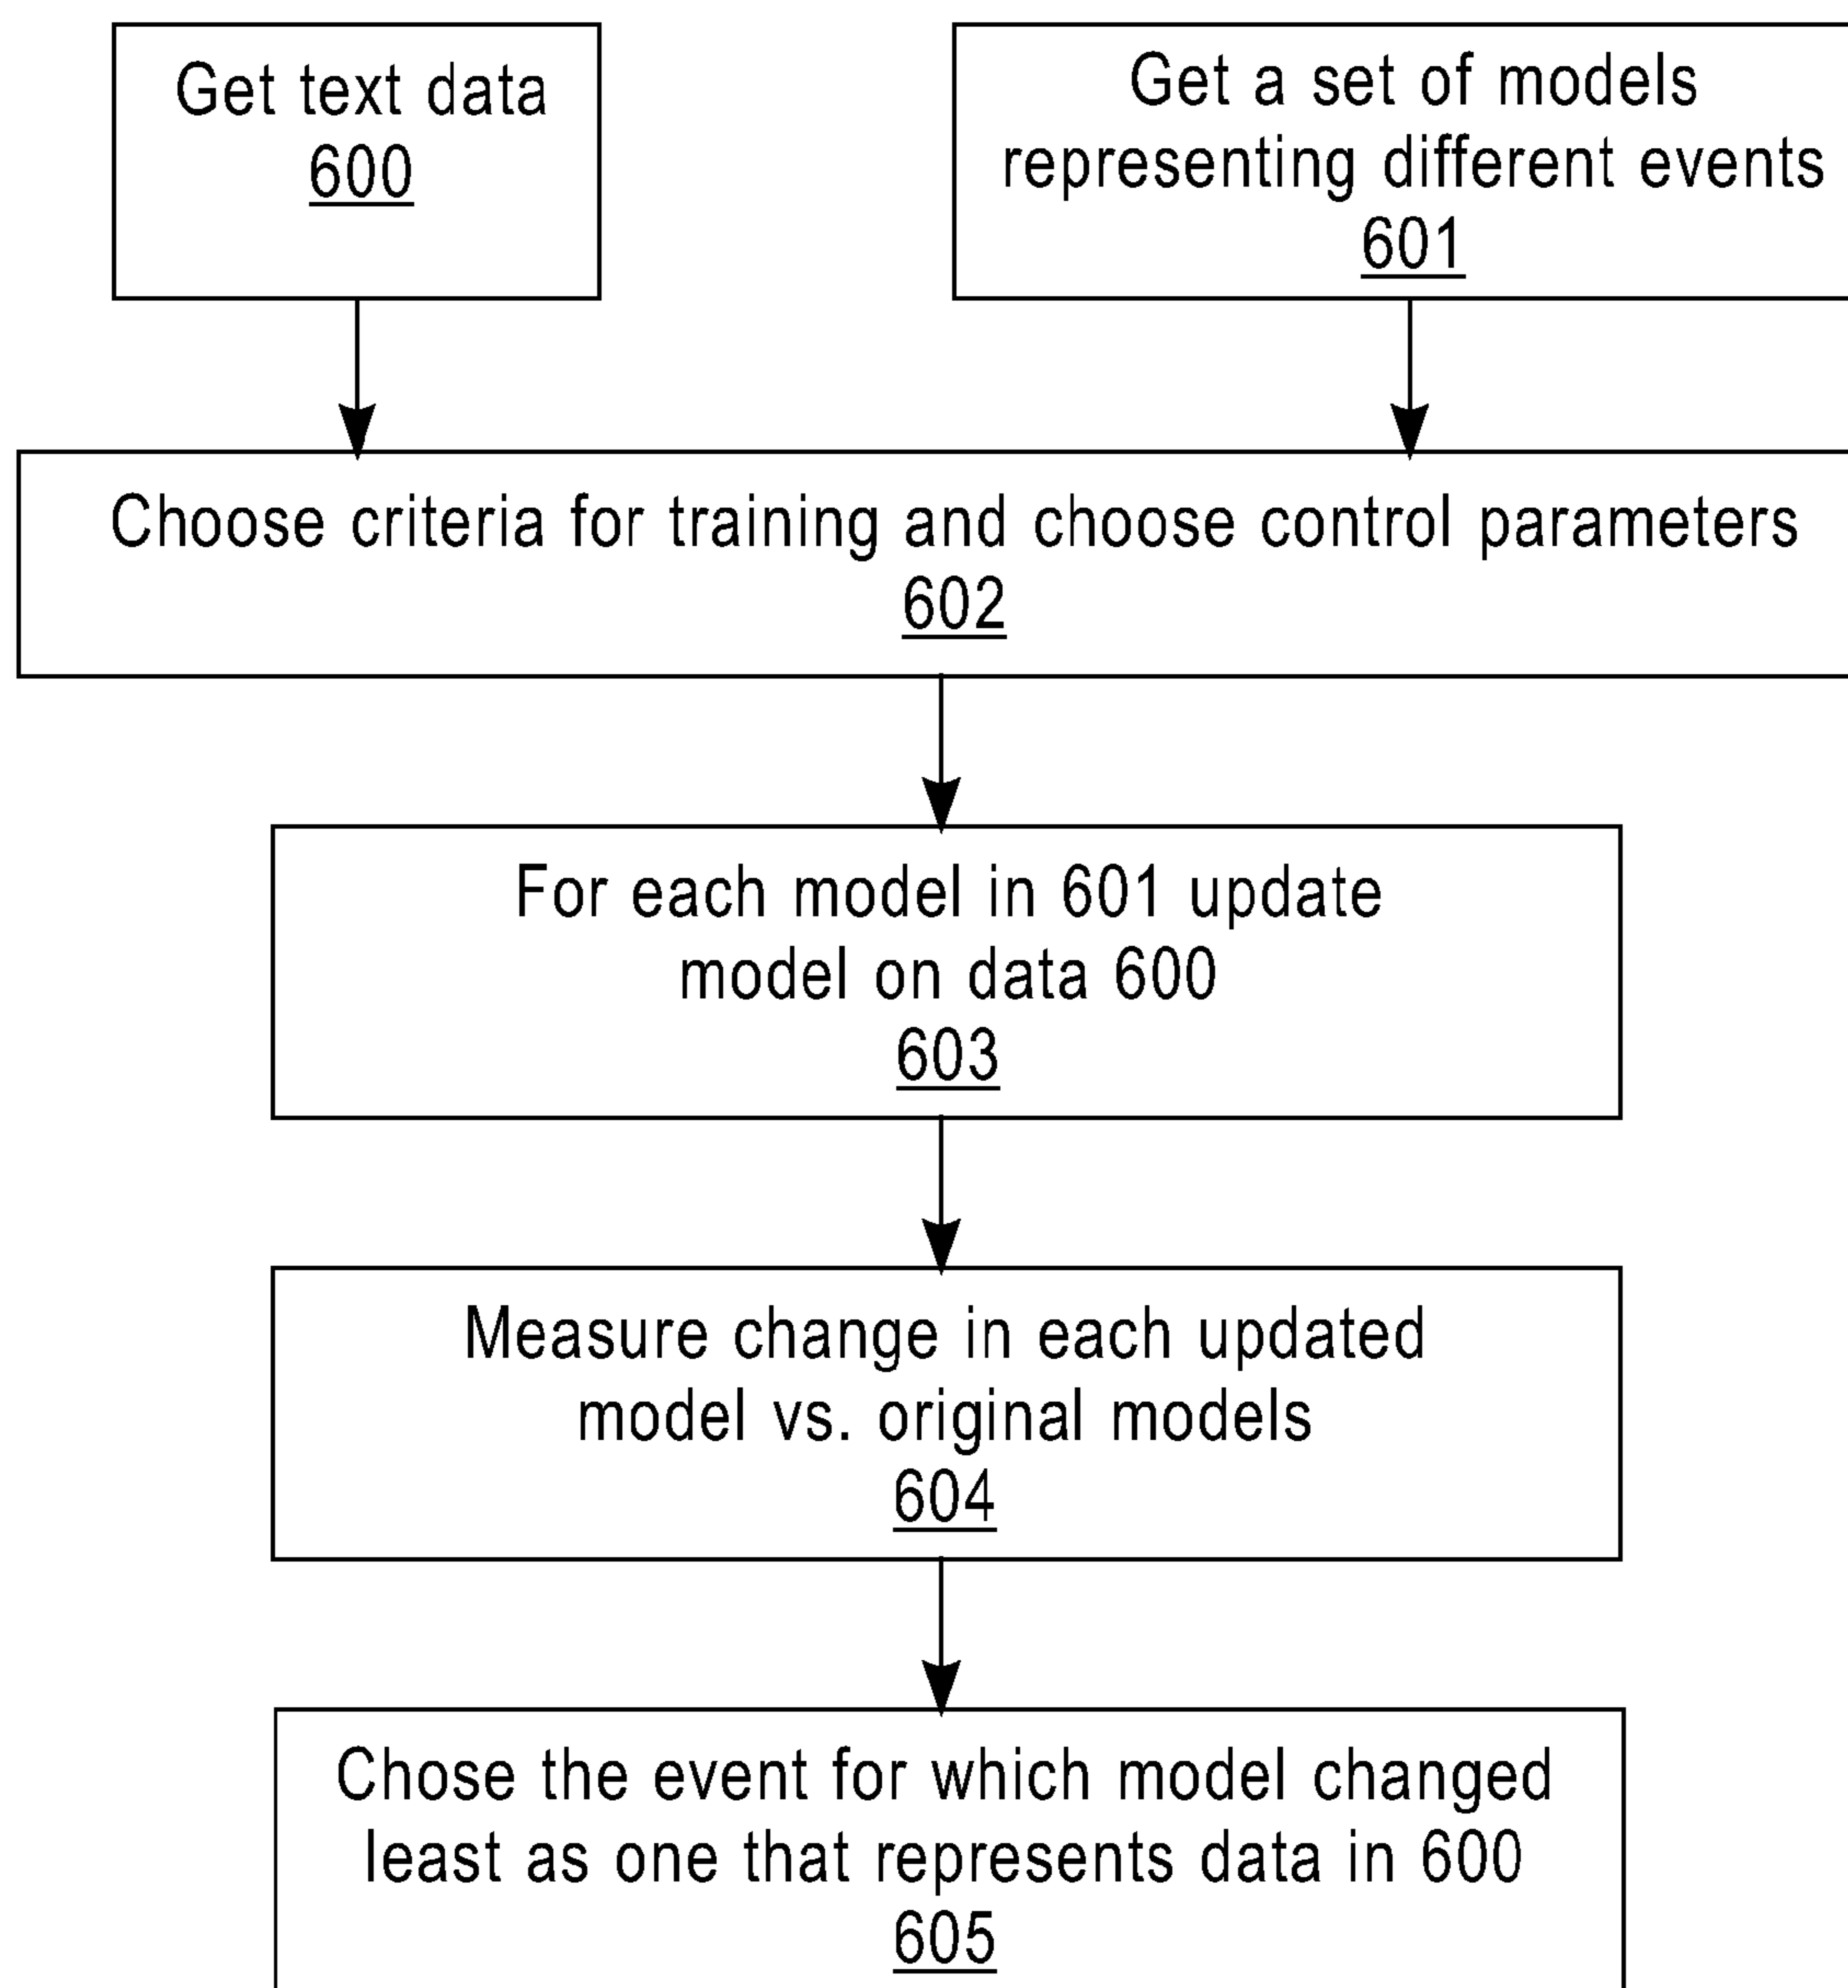 Get text data
600
Get a set of models
representing different events
601
Choose criteria for training and choose control parameters
602
For each model in 601 update
model on data 600
603
Measure change in each updated
model vs. original models
604
Chose the event for which model changed
least as one that represents data in 600
605